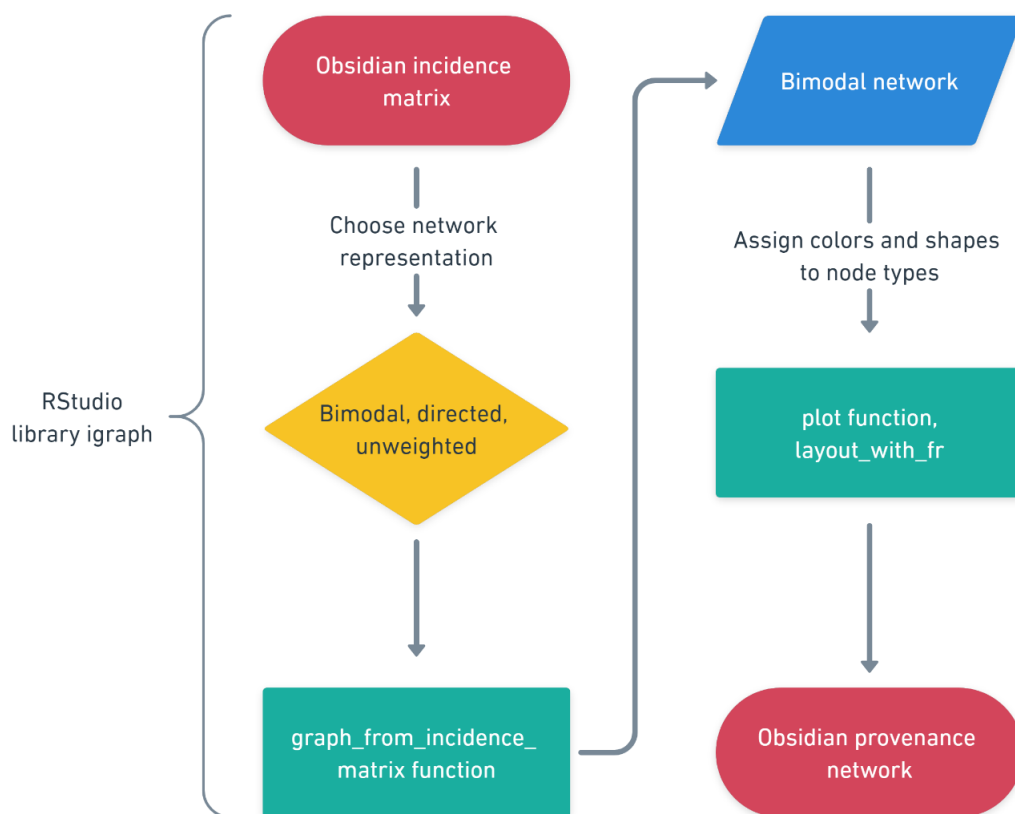 RStudio
library igraph
Obsidian incidence
matrix
Choose network
representation
Bimodal, directed,
unweighted
graph_from_incidence_
matrix function
Bimodal network
Assign colors and shapes
to node types
plot function,
layout_with_fr
Obsidian provenance
network